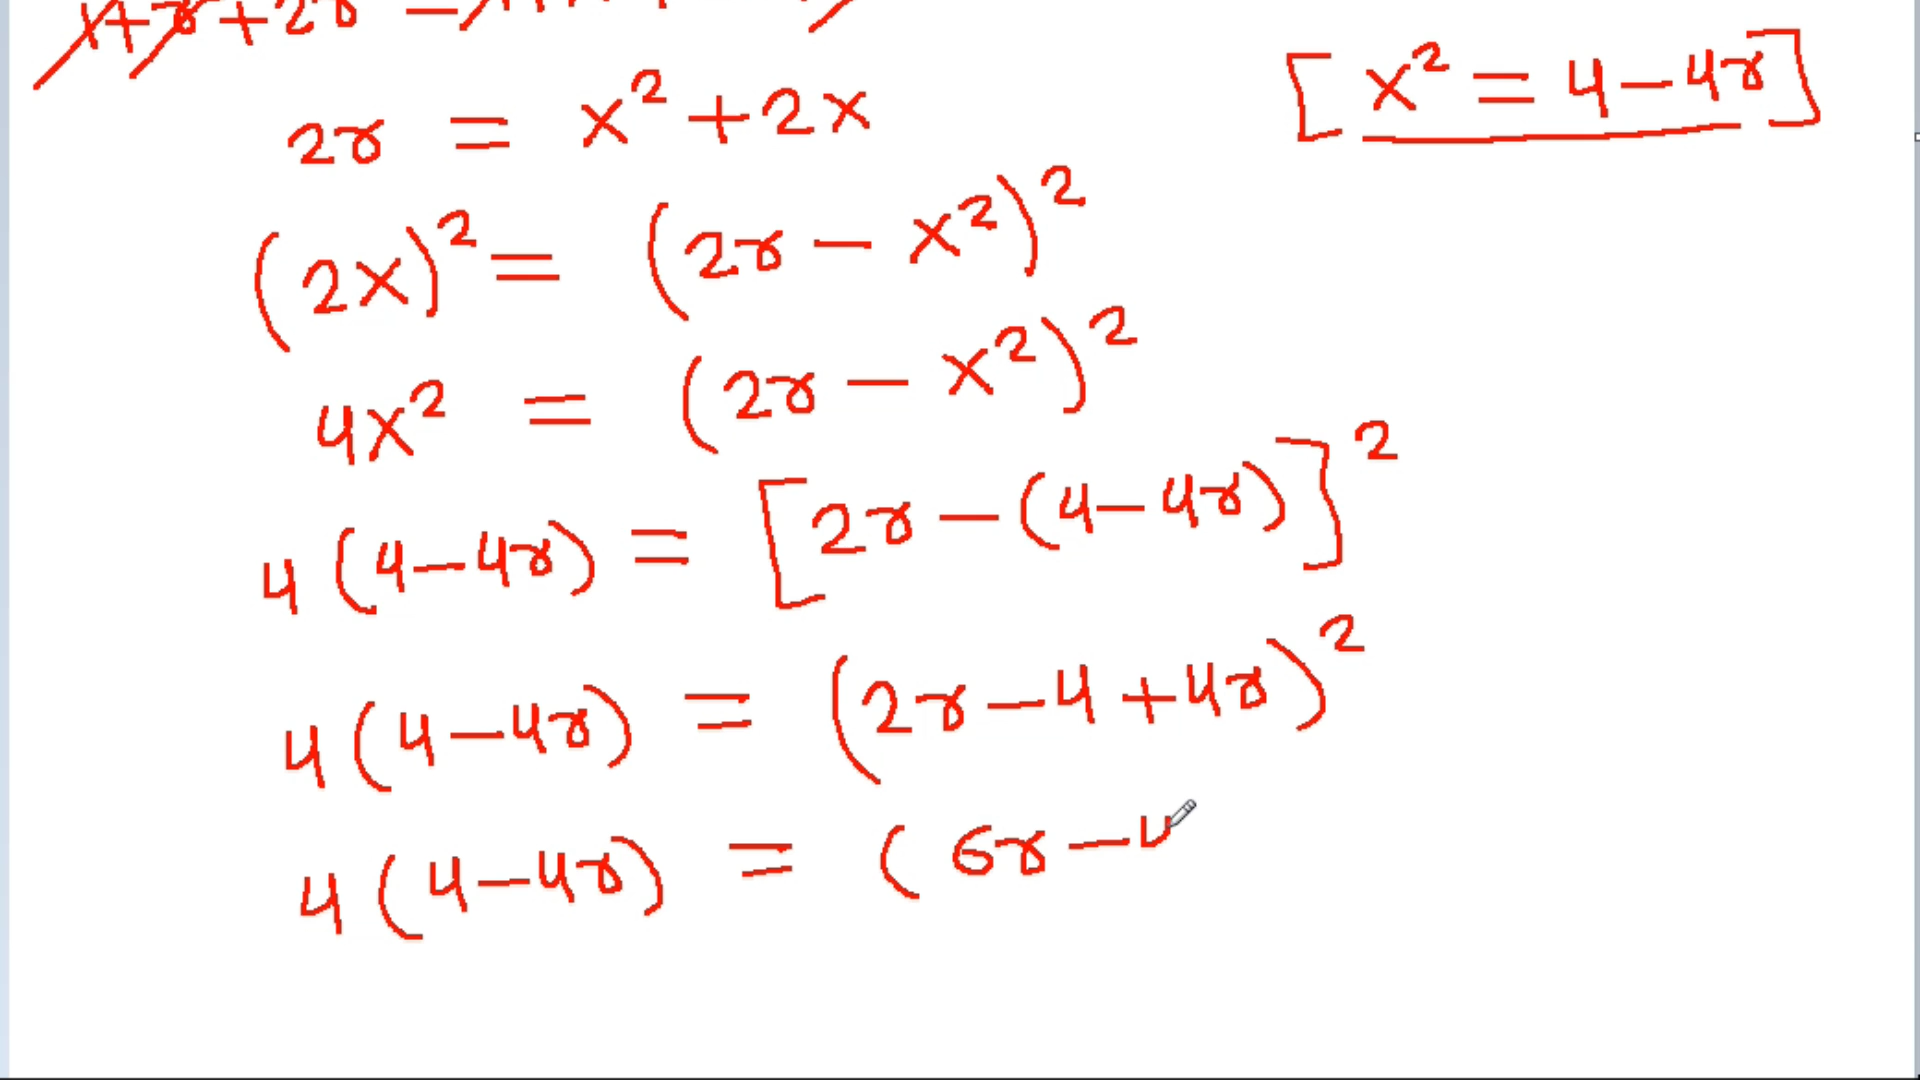 2r = x² + 2x
[x² = 4 - 4r]
(2x)² = (2r - x²)²
4x² = (2r - x²)²
4(4 - 4r) = [2r - (4 - 4r)]²
4(4 - 4r) = (2r - 4 + 4r)²
4(4 - 4r) = (6r - 4